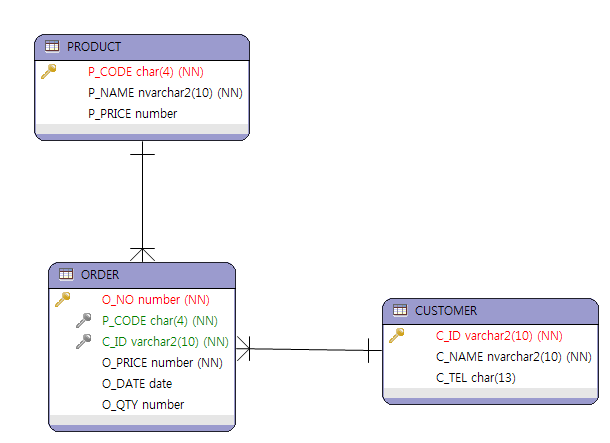 PRODUCT
P_CODE char(4) (NN)
P_NAME nvarchar2(10) (NN)
P_PRICE number
ORDER
O_NO number (NN)
P_CODE char(4) (NN)
C_ID varchar2(10) (NN)
O_PRICE number (NN)
O_DATE date
O_QTY number
CUSTOMER
C_ID varchar2(10) (NN)
C_NAME nvarchar2(10) (NN)
C_TEL char(13)